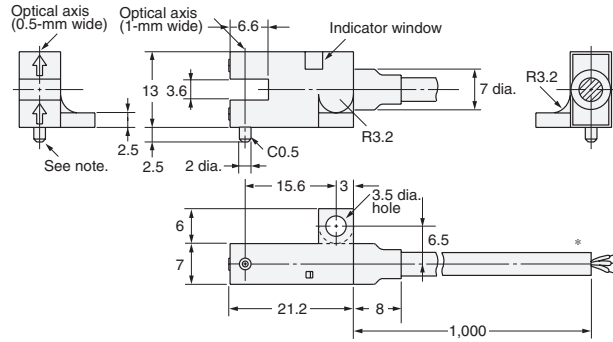 Optical axis
(0.5-mm wide)
Optical axis
(1-mm wide)
6.6
Indicator window
13
3.6
7 dia.
R3.2
R3.2
2.5
2.5
See note.
2 dia.
C0.5
15.6
3
3.5 dia.
hole
6
6.5
7
*
21.2
8
1,000